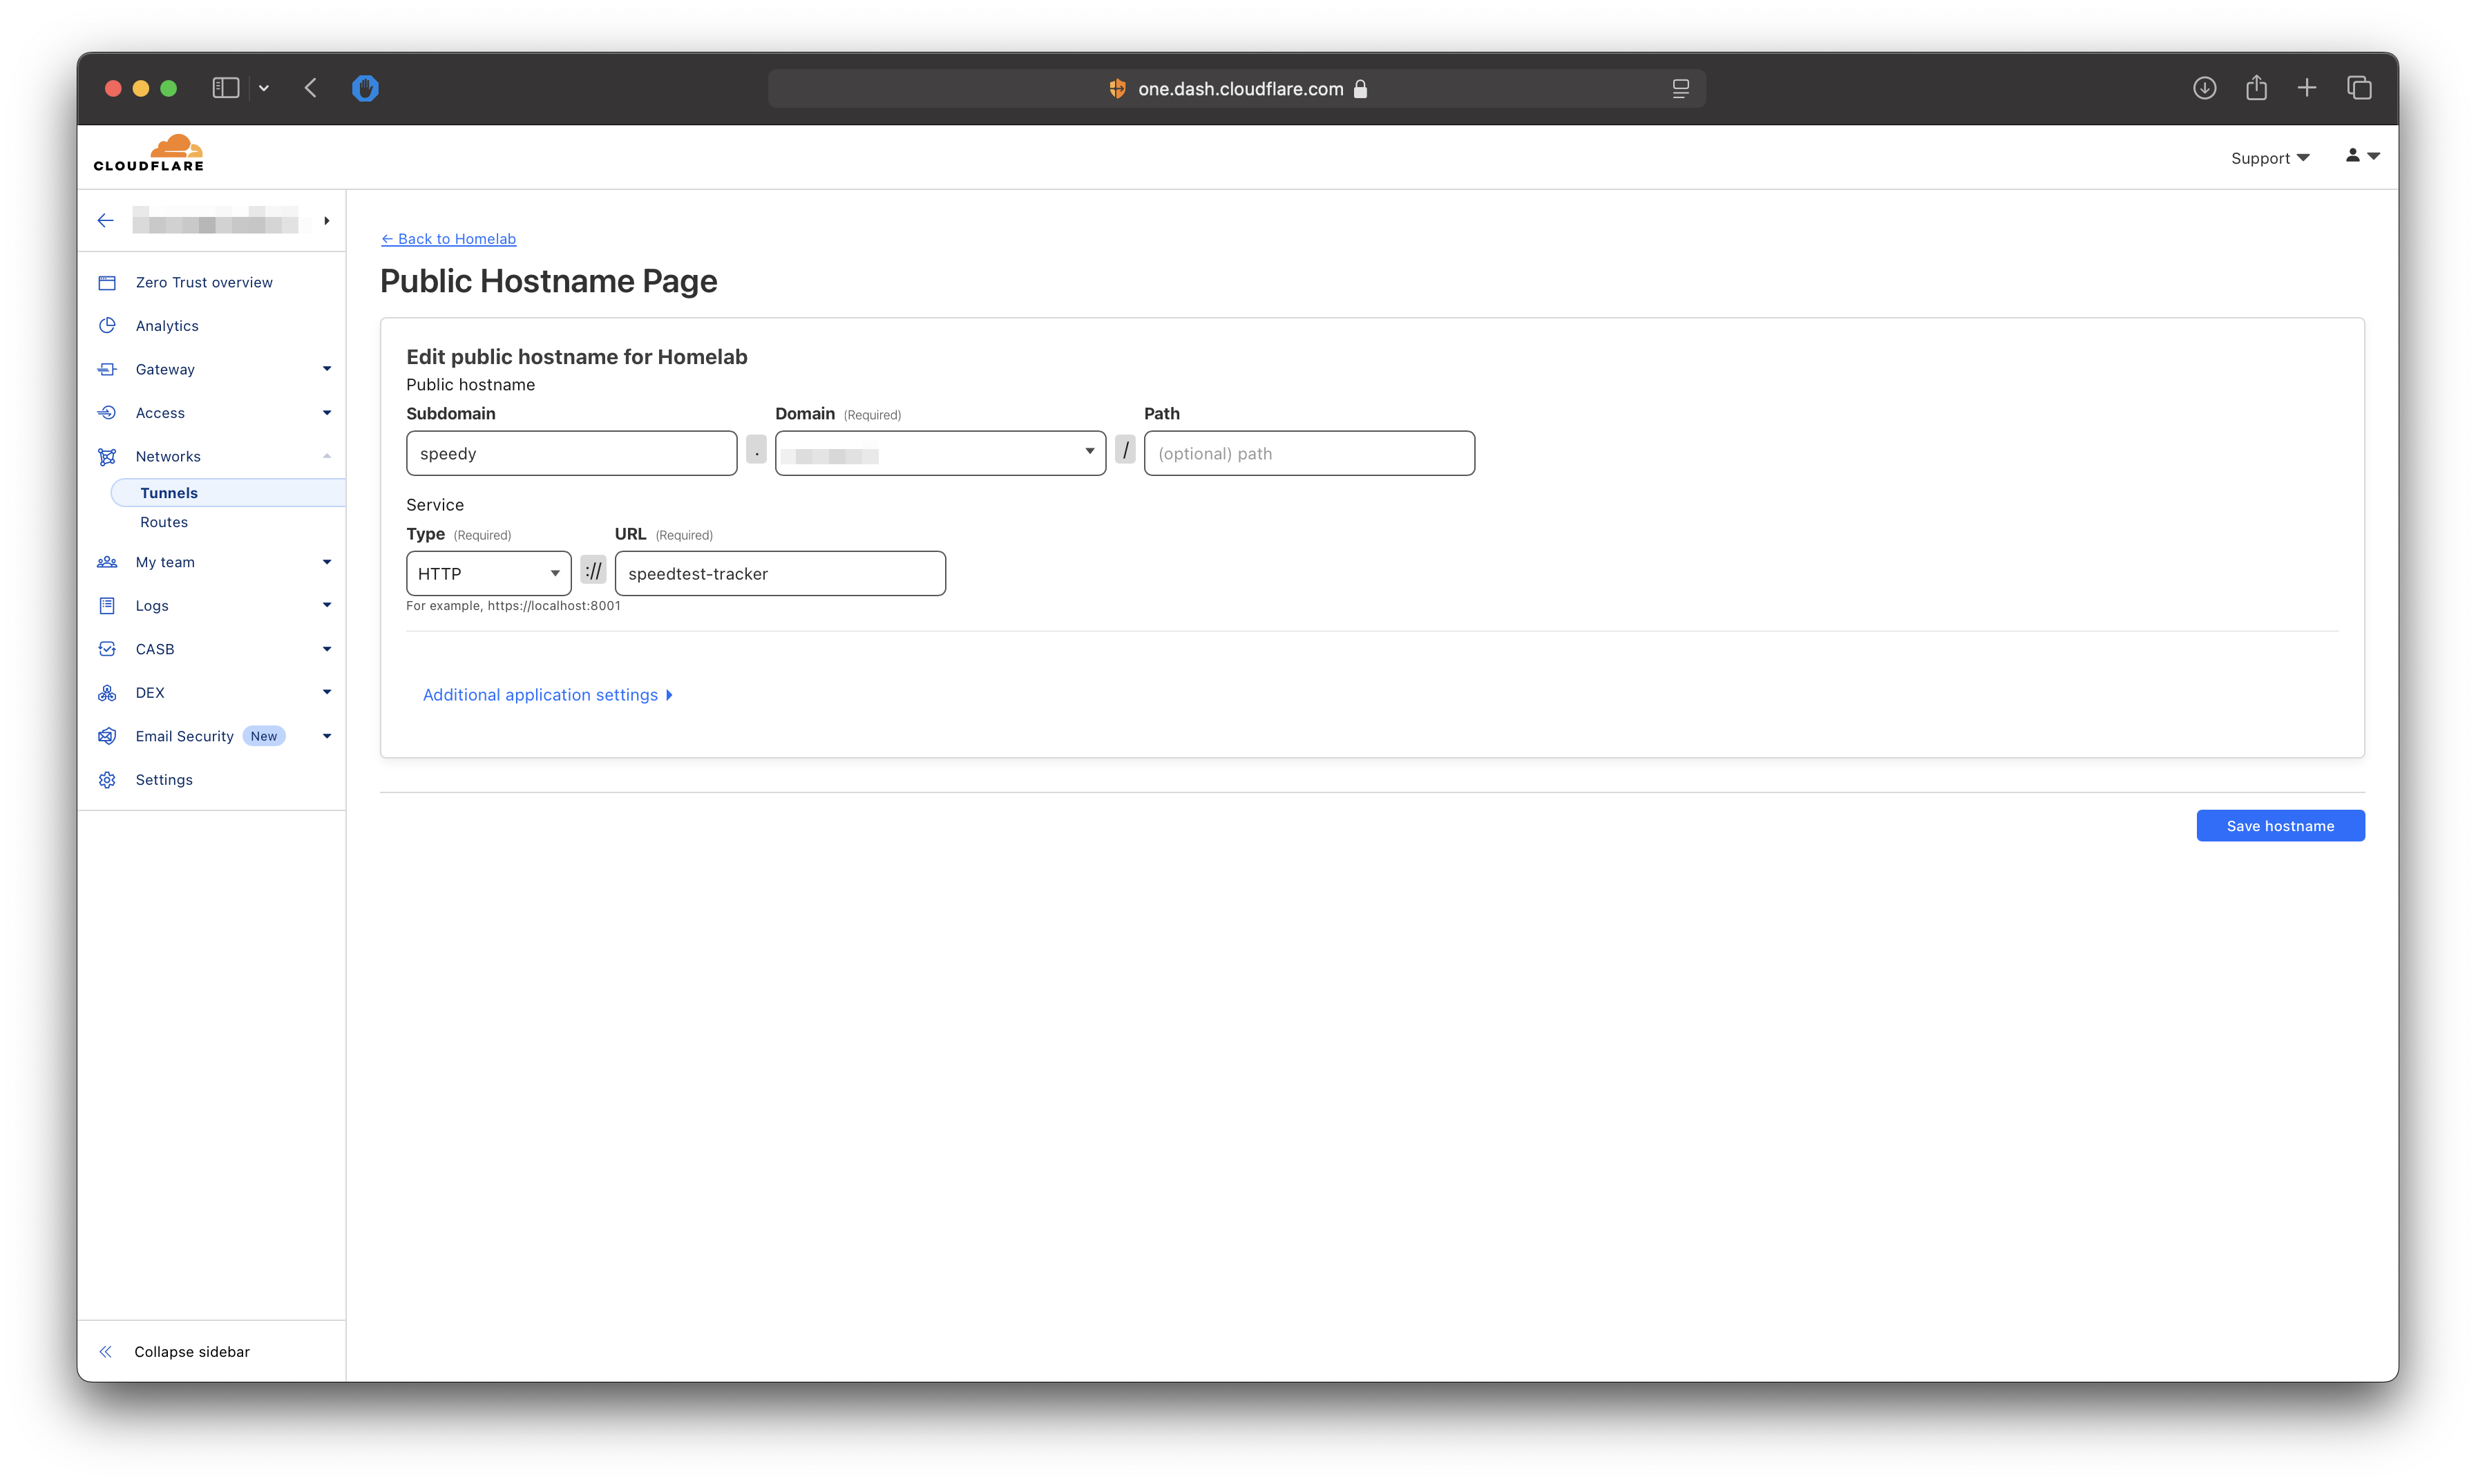 one.dash.cloudflare.com
CLOUDFLARE
Support
Zero Trust overview
Analytics
Gateway
Access
Networks
Tunnels
Routes
My team
Logs
CASB
DEX
Email Security New
Settings
Collapse sidebar
← Back to Homelab
Public Hostname Page
Edit public hostname for Homelab
Public hostname
Subdomain Domain (Required) Path
speedy . / (optional) path
Service
Type (Required) URL (Required)
HTTP :// speedtest-tracker
For example, https://localhost:8001
Additional application settings
Save hostname